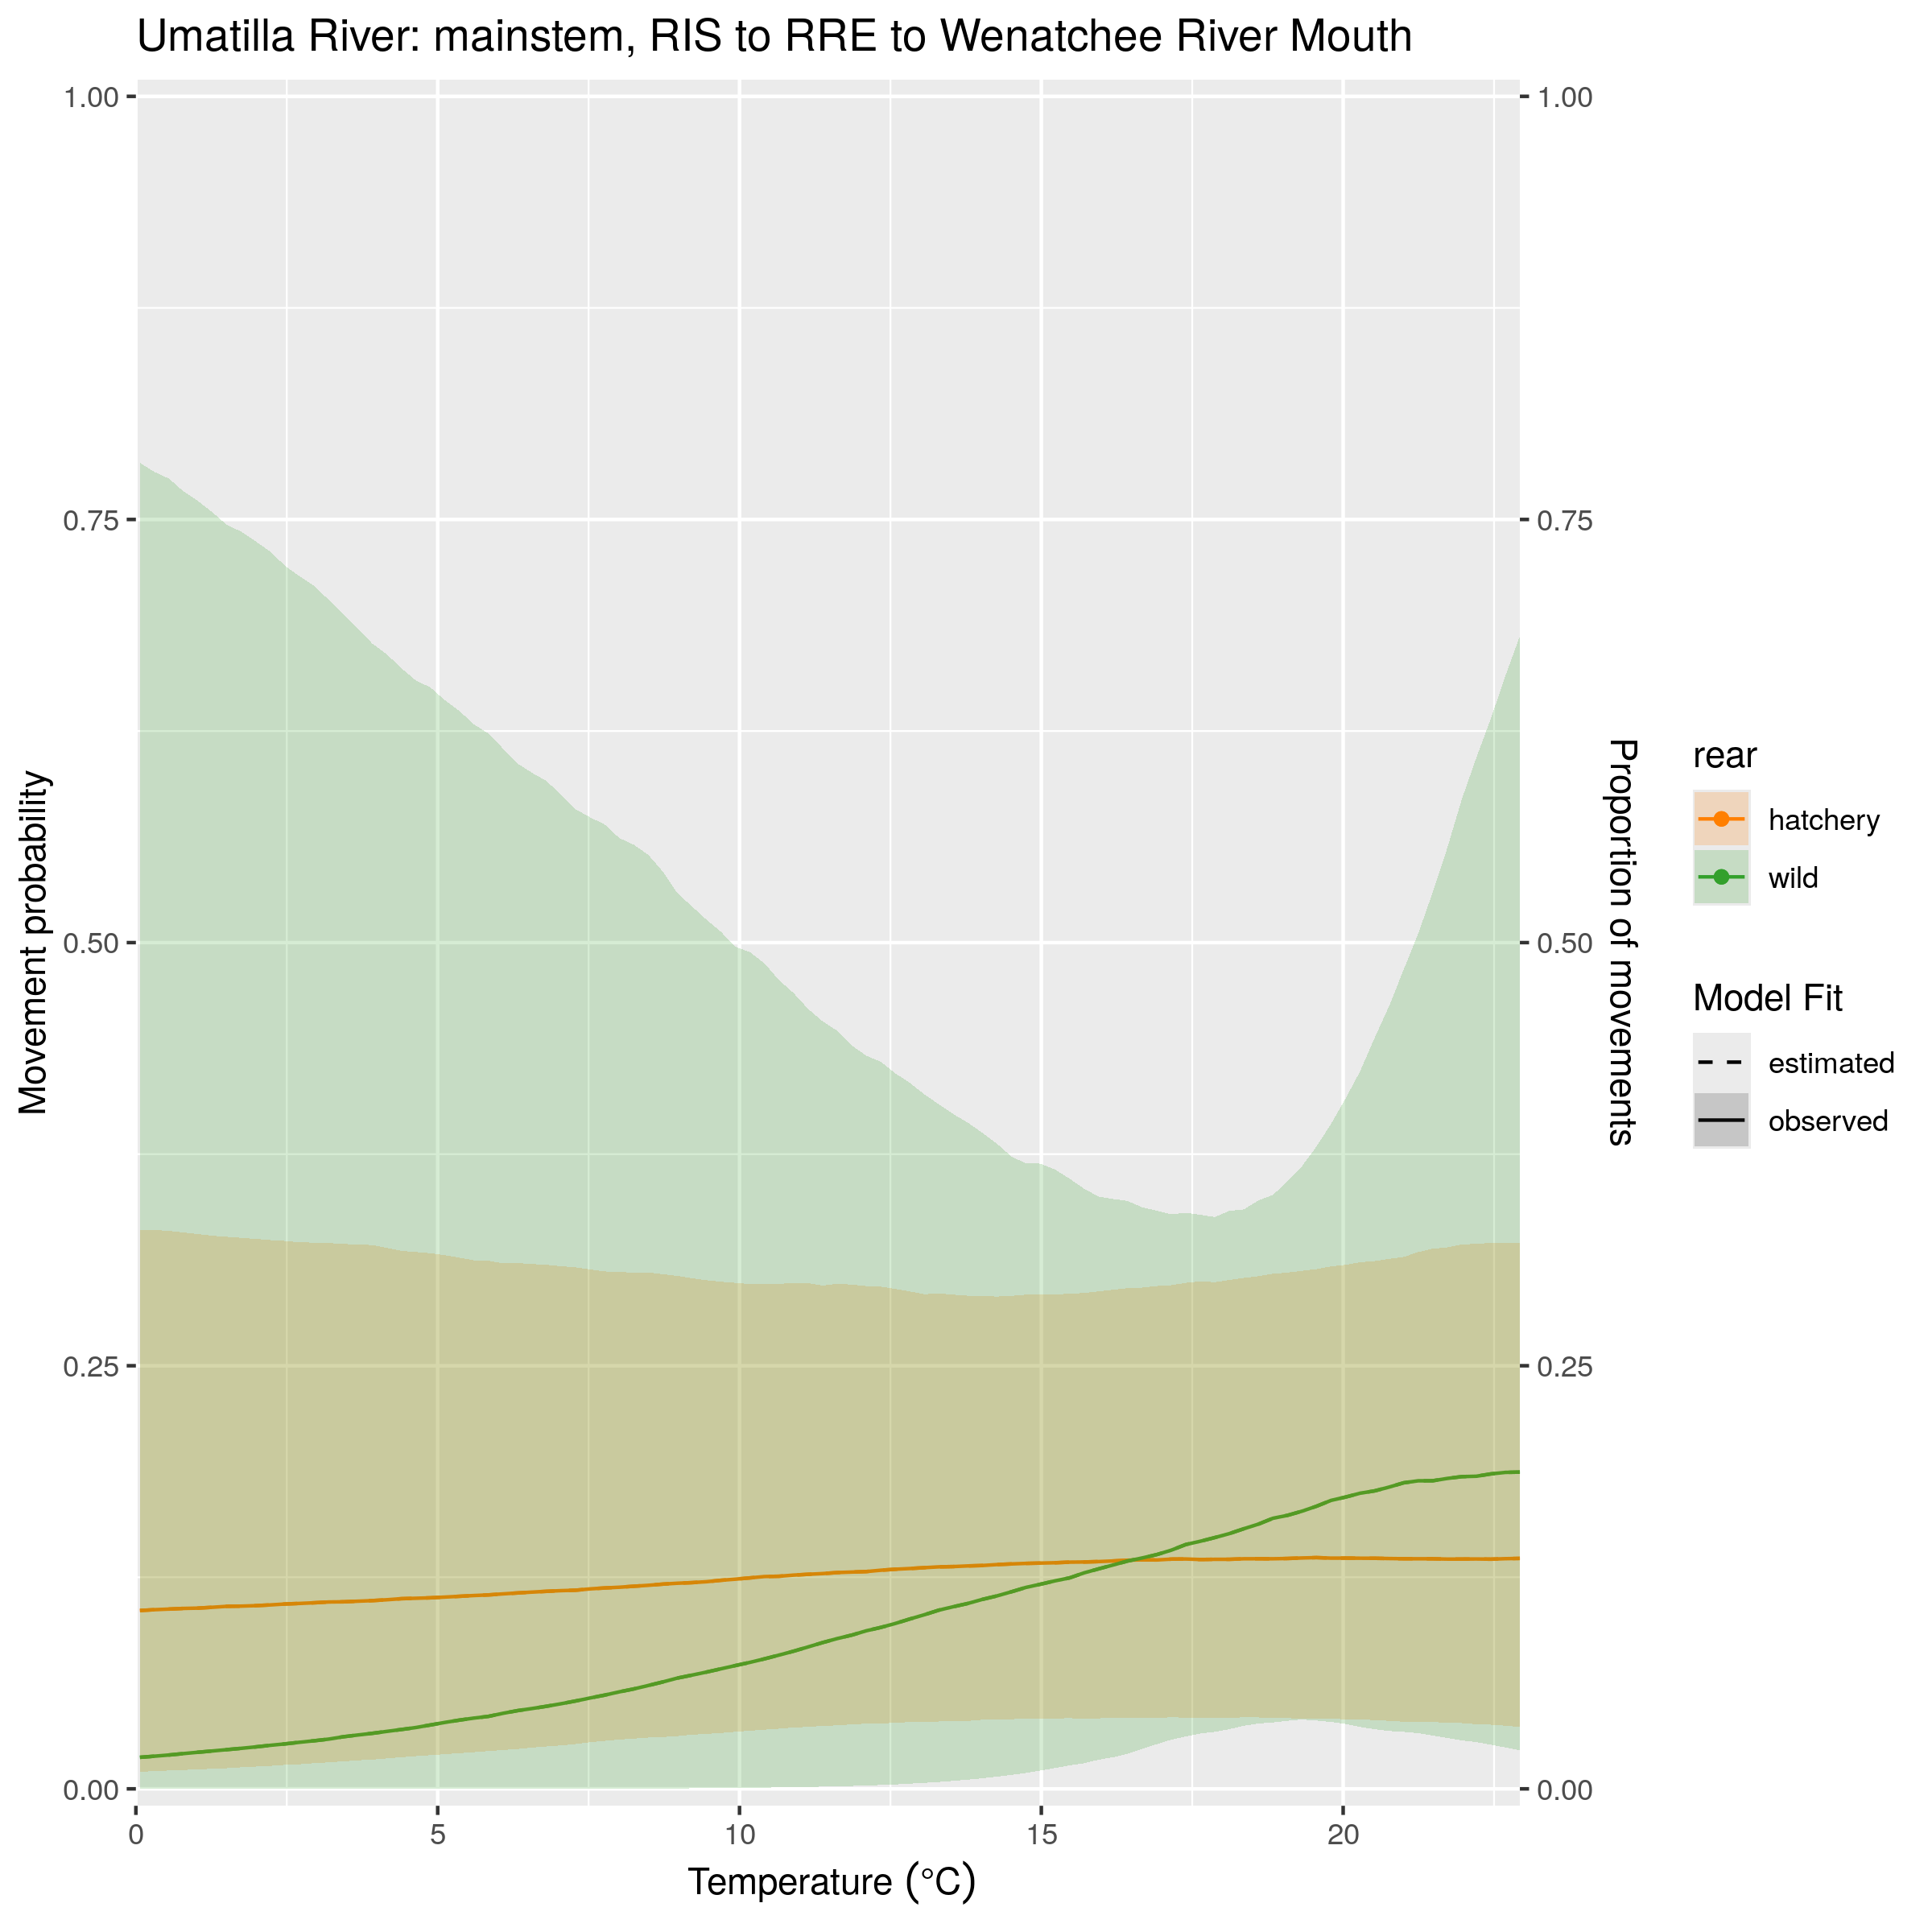 Umatilla River: mainstem, RIS to RRE to Wenatchee River Mouth
1.00
0.75
0.50
0.25
0.00
Movement probability
1.00
0.75
0.50
0.25
0.00
Proportion of movements
0
5
10
15
20
Temperature (°C)
rear
hatchery
wild
Model Fit
estimated
observed